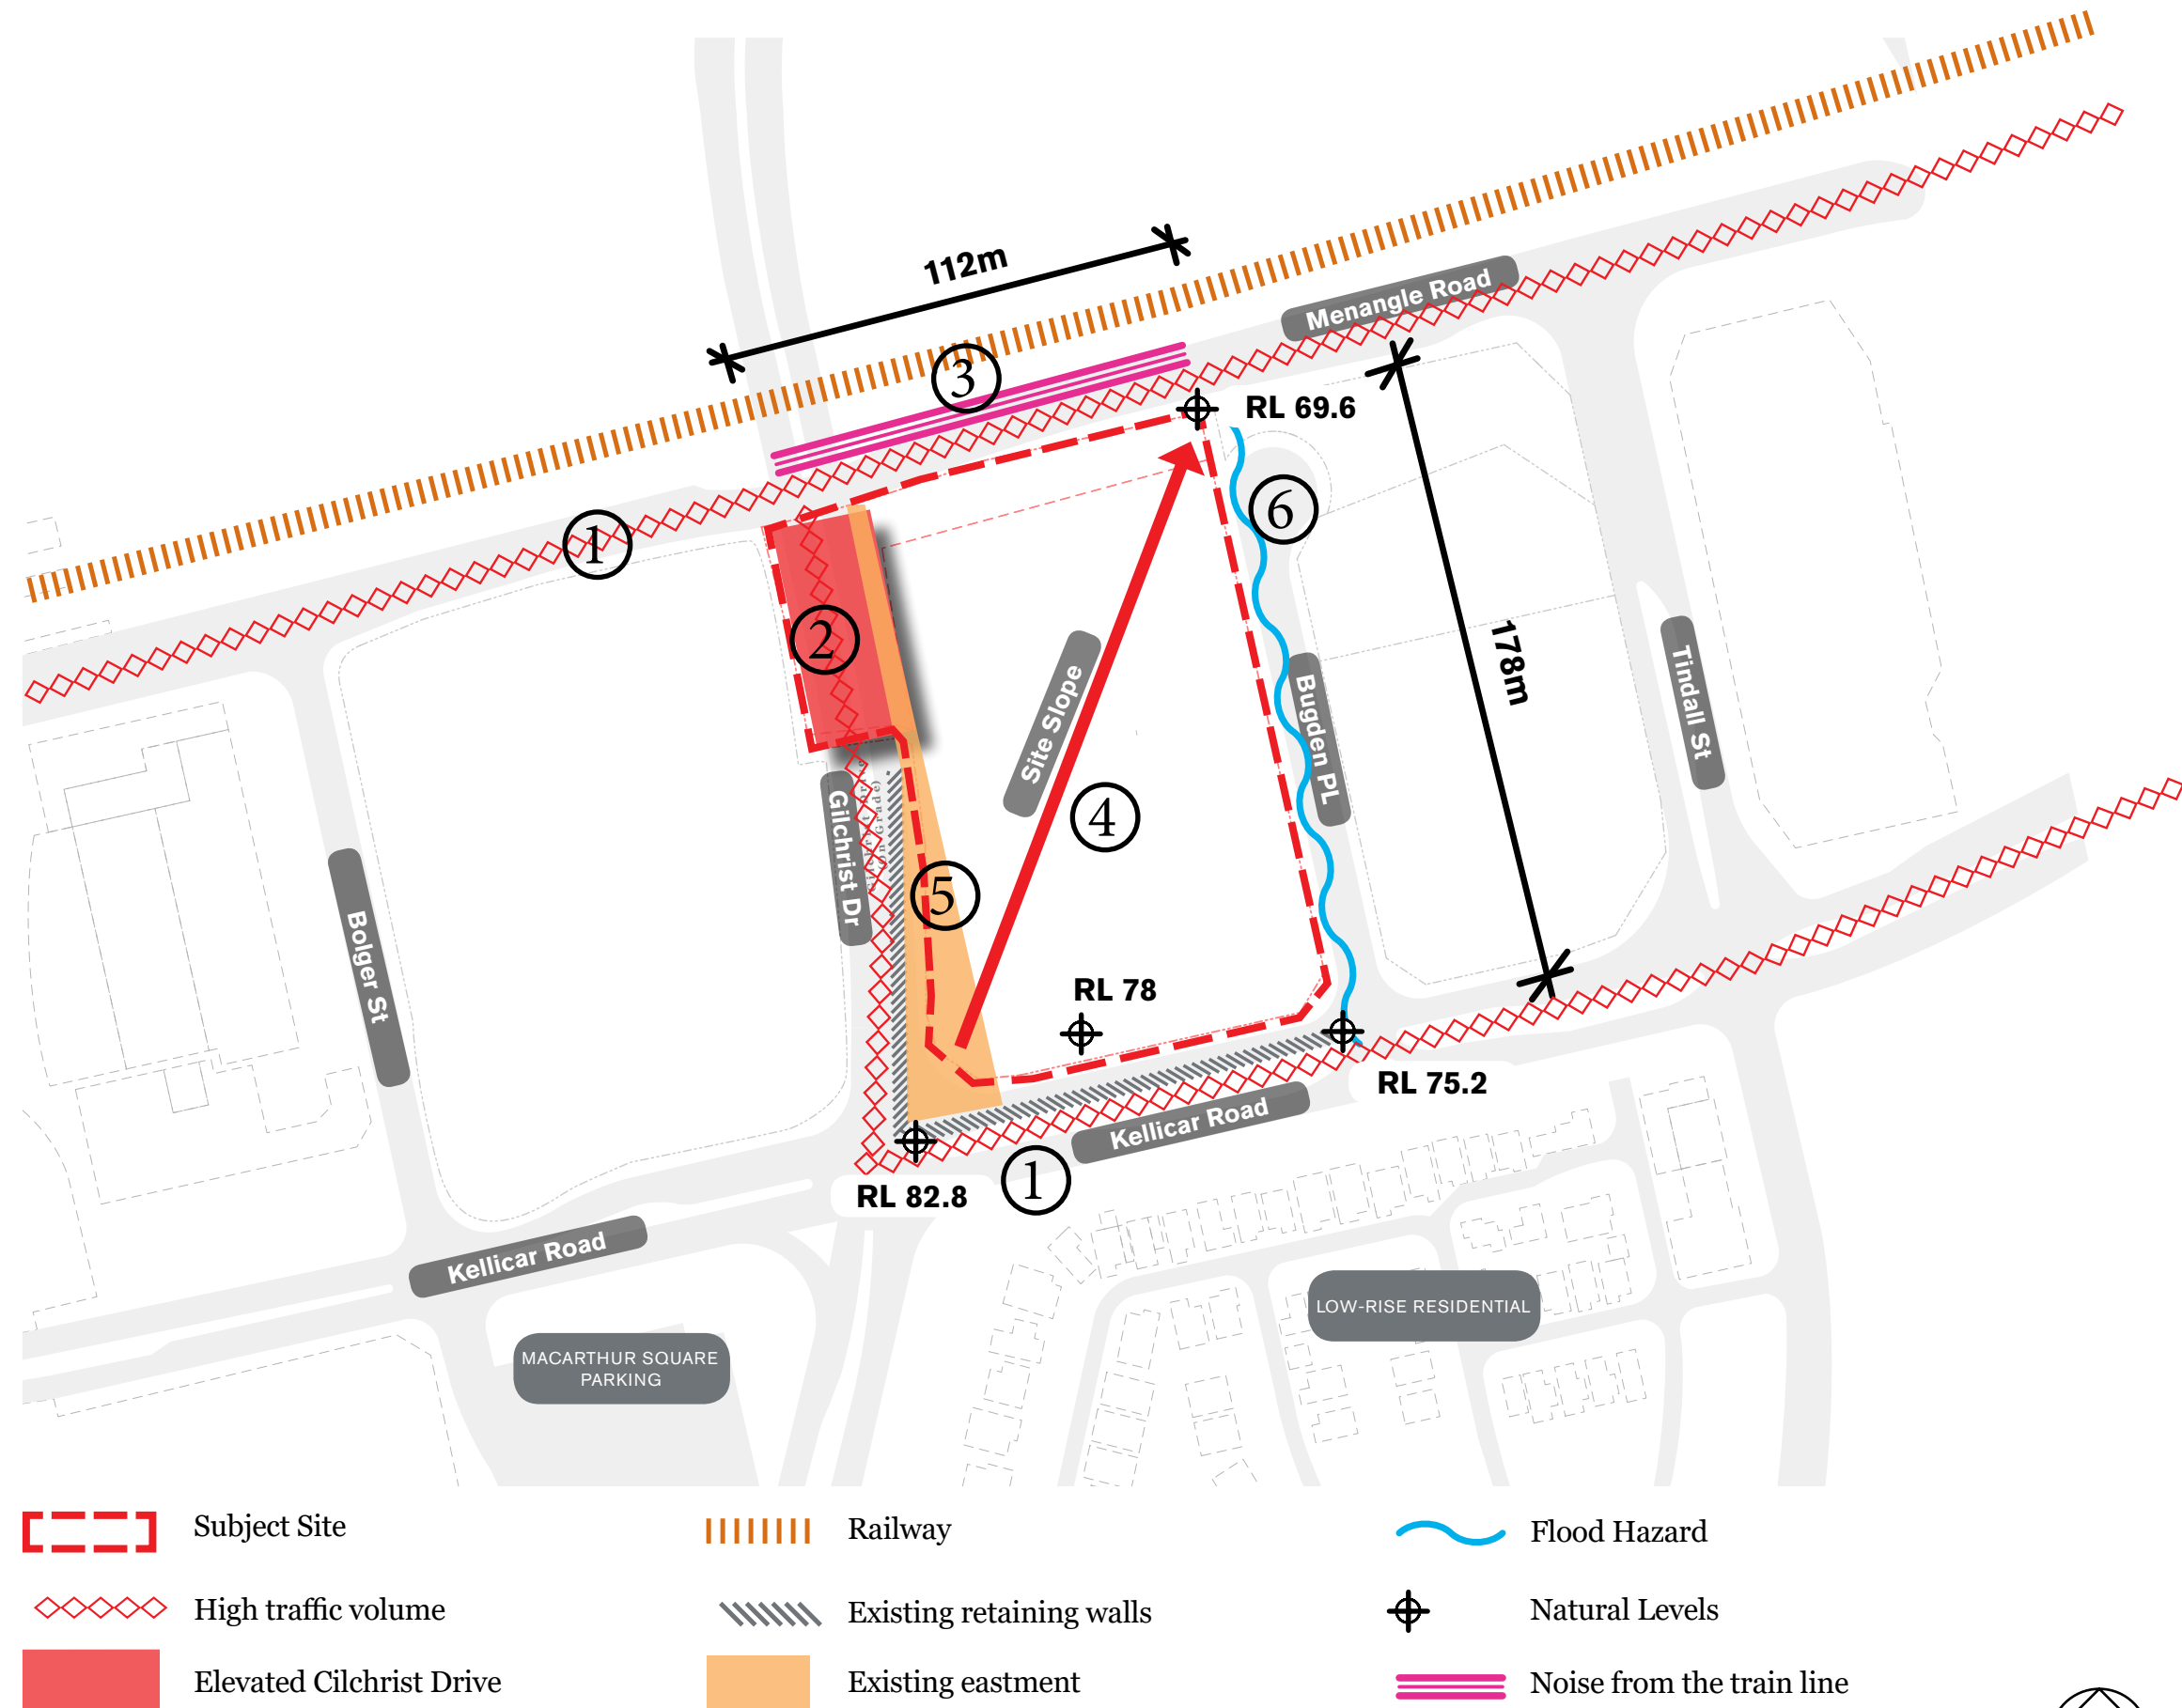 112m
Menangle Road
3
RL 69.6
6
1
2
178m
Site Slope
Bugden PL
Tindall St
4
Gilchrist Dr
5
Bolger St
RL 78
RL 75.2
Kellicar Road
1
RL 82.8
Kellicar Road
LOW-RISE RESIDENTIAL
MACARTHUR SQUARE
PARKING
Subject Site
Railway
Flood Hazard
High traffic volume
Existing retaining walls
Natural Levels
Elevated Cilchrist Drive
Existing eastment
Noise from the train line